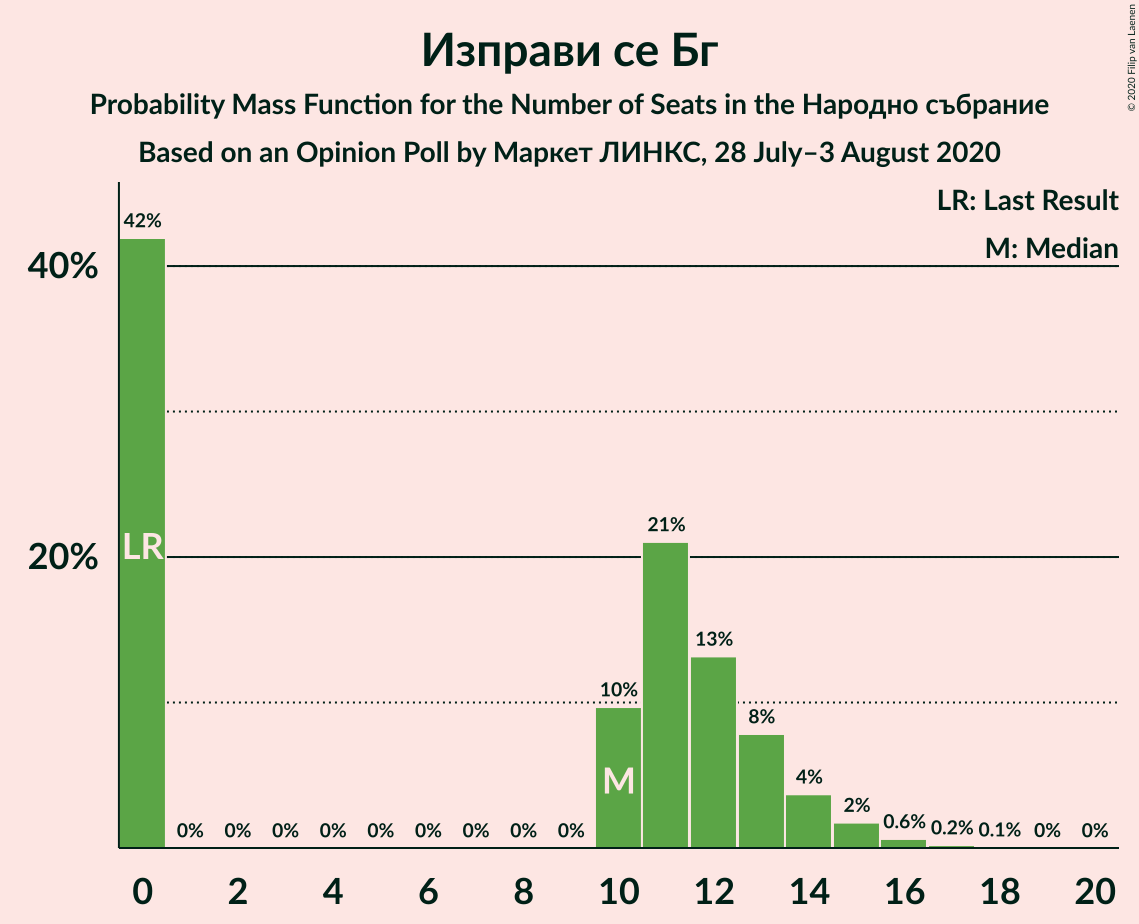 Изправи се Бг
Probability Mass Function for the Number of Seats in the Народно събрание
Based on an Opinion Poll by Маркет ЛИНКС, 28 July–3 August 2020
© 2020 Filip van Laenen
LR: Last Result
M: Median
42%
40%
LR
20%
21%
13%
10%
8%
M
4%
2%
0% 0% 0% 0% 0% 0% 0% 0% 0% 0.6% 0.2% 0.1% 0% 0%
0 2 4 6 8 10 12 14 16 18 20